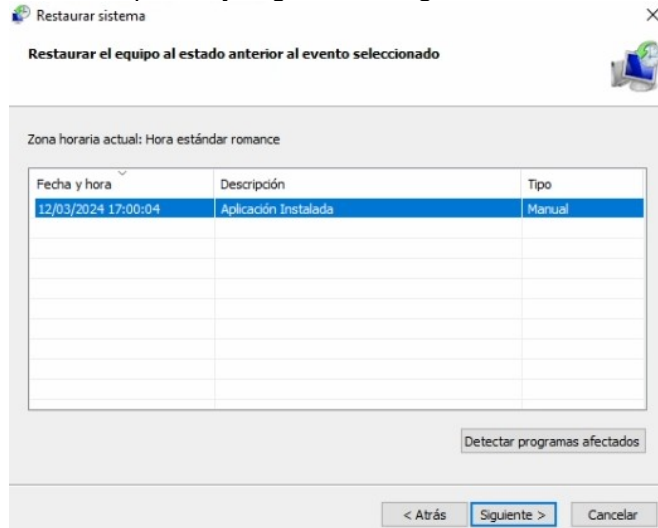 Restaurar sistema
Restaurar el equipo al estado anterior al evento seleccionado
Zona horaria actual: Hora estándar romance
Fecha y hora Descripción Tipo
12/03/2024 17:00:04 Aplicación Instalada Manual
Detectar programas afectados
< Atrás Siguiente > Cancelar